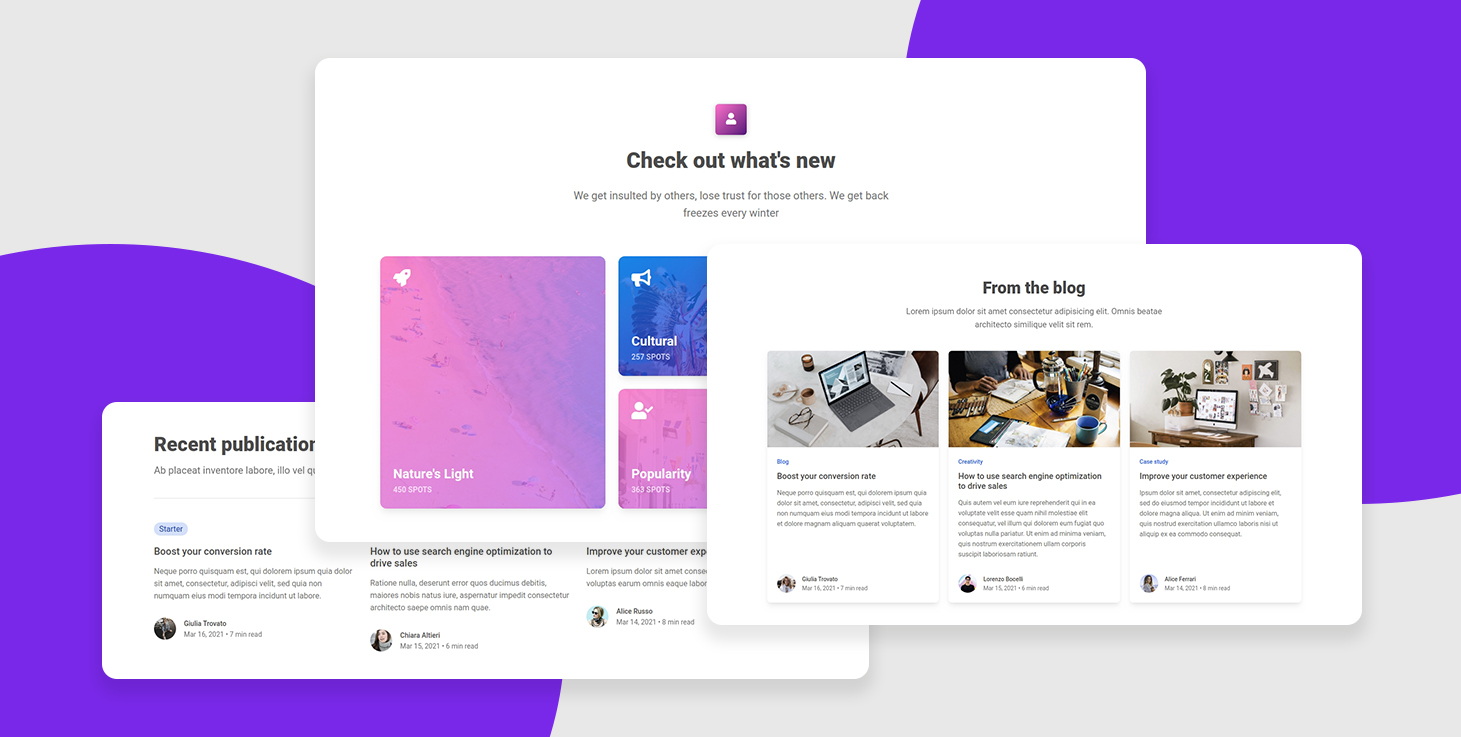 Check out what's new
We get insulted by others, lose trust for those others. We get back
freezes every winter
Nature's Light
450 SPOTS
Cultural
257 SPOTS
Popularity
363 SPOTS
From the blog
Lorem ipsum dolor sit amet consectetur adipisicing elit. Omnis beatae
architecto similique velit sit rem.
Blog
Boost your conversion rate
Neque porro quisquam est, qui dolorem ipsum quia
dolor sit amet, consectetur, adipisci velit, sed quia
non numquam eius modi tempora incidunt ut labore
et dolore magnam aliquam quaerat voluptatem.
Giulia Trovato
Mar 16, 2021 • 7 min read
Creativity
How to use search engine optimization
to drive sales
Quis autem vel eum iure reprehenderit qui in ea
voluptate velit esse quam nihil molestiae elit
consequatur, vel illum qui dolorem eum fugiat quo
voluptas nulla pariatur. Ut enim ad minima veniam,
quis nostrum exercitationem ullam corporis
suscipit laboriosam ratiunt.
Lorenzo Bocelli
Mar 15, 2021 • 6 min read
Case study
Improve your customer experience
Ipsum dolor sit amet, consectetur adipiscing elit,
sed do eiusmod tempor incididunt ut labore et
dolore magna aliqua. Ut enim ad minim veniam,
quis nostrud exercitation ullamco laboris nisi ut
aliquip ex ea commodo consequat.
Alice Ferrari
Mar 14, 2021 • 8 min read
Recent publication
Ab placeat inventore labore, illo vel qu
Starter
Boost your conversion rate
Neque porro quisquam est, qui dolorem ipsum quia dolor
sit amet, consectetur, adipisci velit, sed quia non
numquam eius modi tempora incidunt ut labore.
Giulia Trovato
Mar 16, 2021 • 7 min read
How to use search engine optimization to
drive sales
Ratione nulla, deserunt error quos ducimus debitis,
maiores nobis natus iure, aspernatur impedit consectetur
architecto saepe omnis nam quae.
Chiara Altieri
Mar 15, 2021 • 6 min read
Improve your customer exp
Lorem ipsum dolor sit amet conse
voluptas earum omnis eaque labor
Alice Russo
Mar 14, 2021 • 8 min read